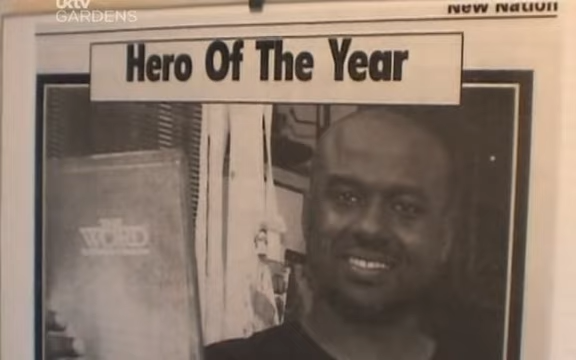 uktv
GARDENS
New Nation
Hero Of The Year
THE
WORD